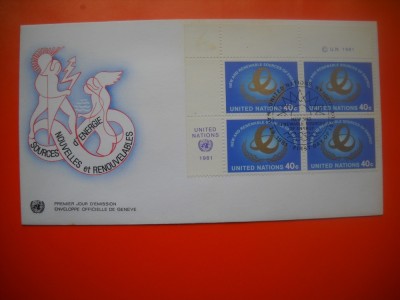 SOURCES D'ÉNERGIE
NOUVELLES et RENOUVELABLES
PREMIER JOUR D'ÉMISSION
ENVELOPPE OFFICIELLE DE GENÈVE
© U.N. 1981
UNITED NATIONS 40c
UNITED NATIONS 40c
UNITED
NATIONS
1981
UNITED NATIONS 40c
UNITED NATIONS 40c